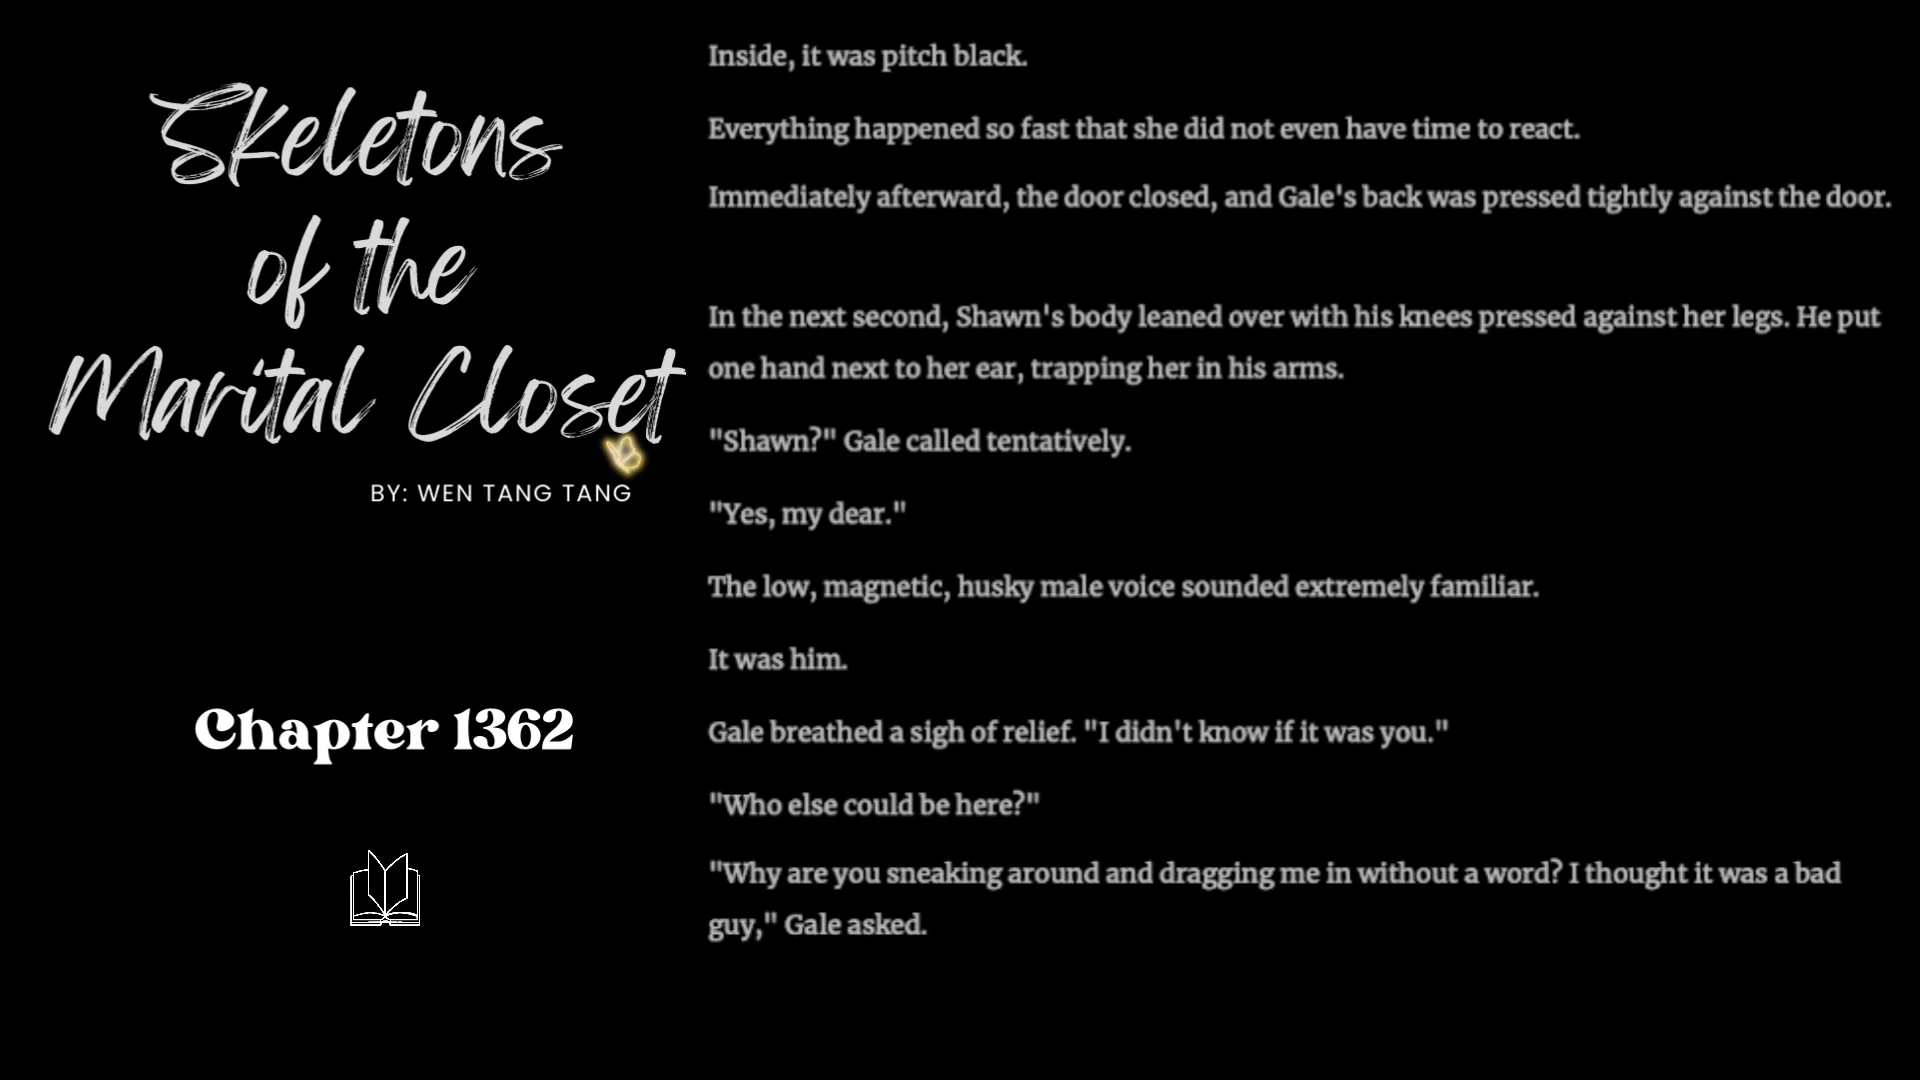 Skeletons
of the
Marital Closet
BY: WEN TANG TANG
Chapter 1362
Inside, it was pitch black.
Everything happened so fast that she did not even have time to react.
Immediately afterward, the door closed, and Gale's back was pressed tightly against the door.
In the next second, Shawn's body leaned over with his knees pressed against her legs. He put
one hand next to her ear, trapping her in his arms.
"Shawn?" Gale called tentatively.
"Yes, my dear."
The low, magnetic, husky male voice sounded extremely familiar.
It was him.
Gale breathed a sigh of relief. "I didn't know if it was you."
"Who else could be here?"
"Why are you sneaking around and dragging me in without a word? I thought it was a bad
guy," Gale asked.